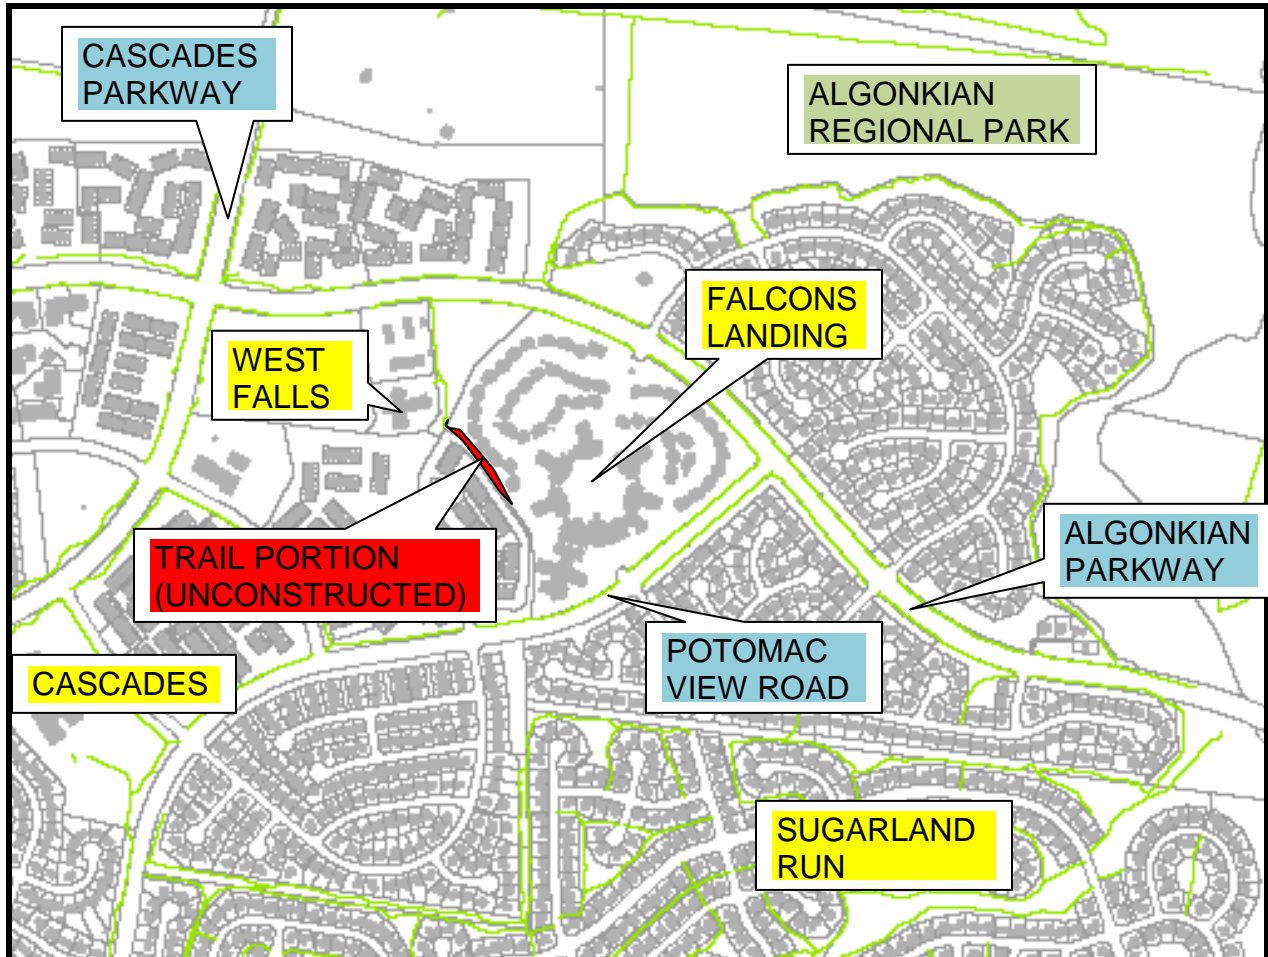 CASCADES
PARKWAY
ALGONKIAN
REGIONAL PARK
FALCONS
LANDING
WEST
FALLS
TRAIL PORTION
(UNCONSTRUCTED)
ALGONKIAN
PARKWAY
POTOMAC
VIEW ROAD
CASCADES
SUGARLAND
RUN